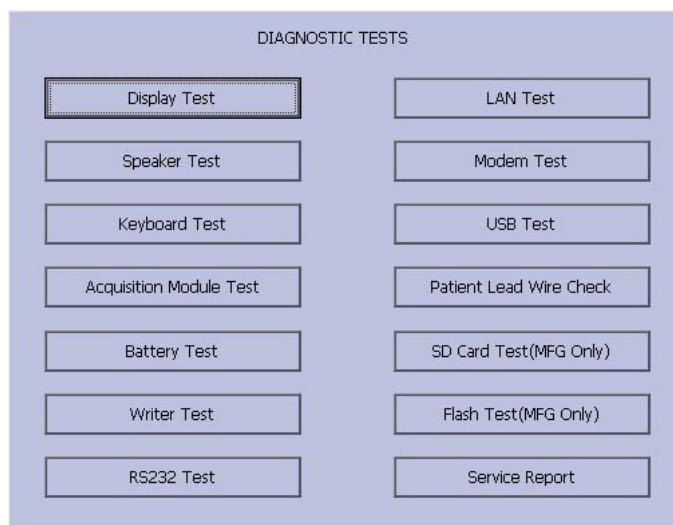 DIAGNOSTIC TESTS
Display Test
Speaker Test
Keyboard Test
Acquisition Module Test
Battery Test
Writer Test
RS232 Test
LAN Test
Modem Test
USB Test
Patient Lead Wire Check
SD Card Test(MFG Only)
Flash Test(MFG Only)
Service Report